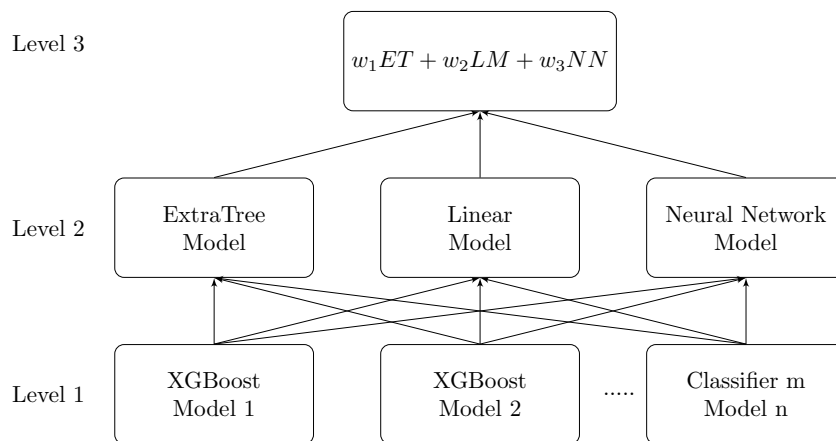 Level 3
w₁ET + w₂LM + w₃NN
Level 2
ExtraTree
Model
Linear
Model
Neural Network
Model
Level 1
XGBoost
Model 1
XGBoost
Model 2
.....
Classifier m
Model n